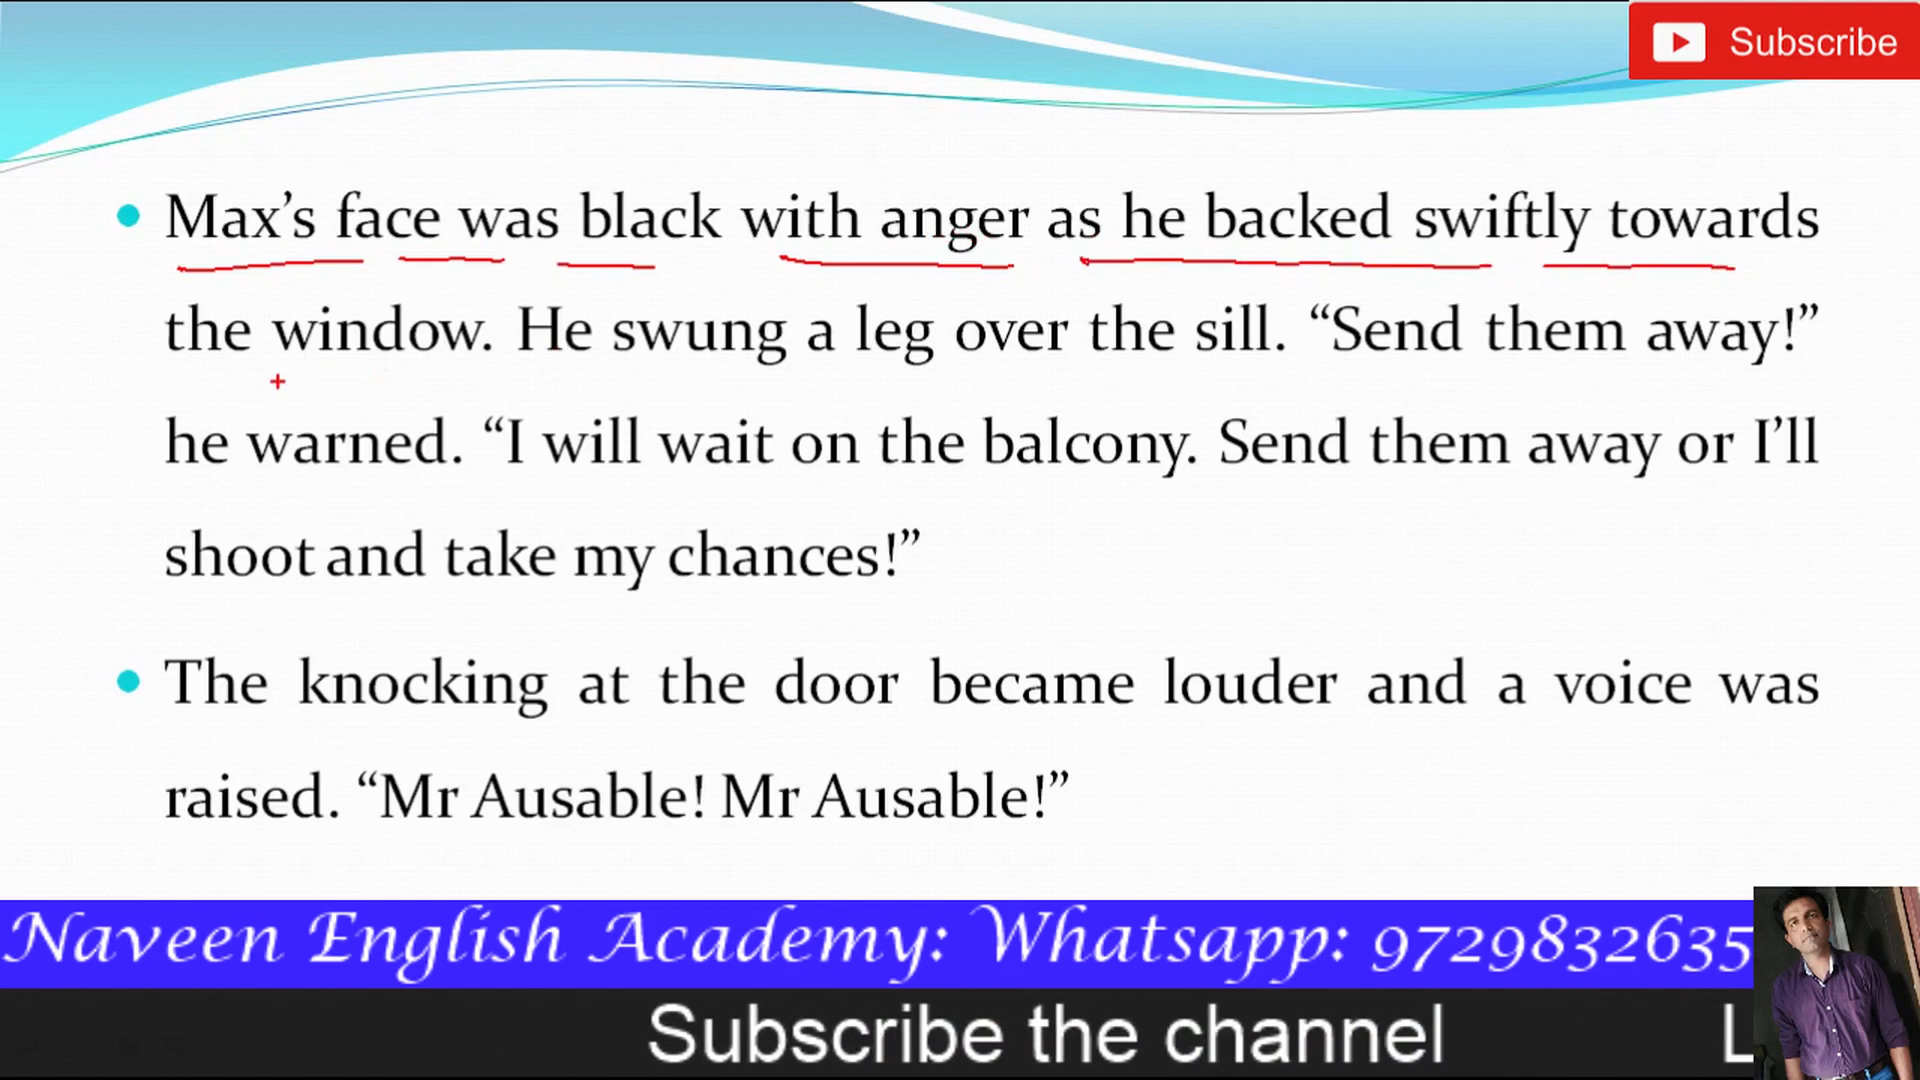 Subscribe
Max’s face was black with anger as he backed swiftly towards
the window. He swung a leg over the sill. “Send them away!”
he warned. “I will wait on the balcony. Send them away or I’ll
shoot and take my chances!”
The knocking at the door became louder and a voice was
raised. “Mr Ausable! Mr Ausable!”
Naveen English Academy: Whatsapp: 9729832635
Subscribe the channel L